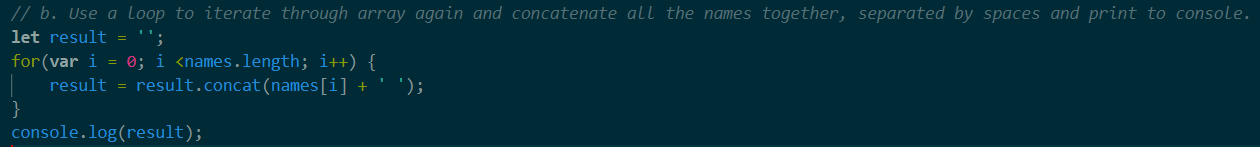 // b. Use a loop to iterate through array again and concatenate all the names together, separated by spaces and print to console.
let result = '';
for(var i = 0; i <names.length; i++) {
    result = result.concat(names[i] + ' ');
}
console.log(result);